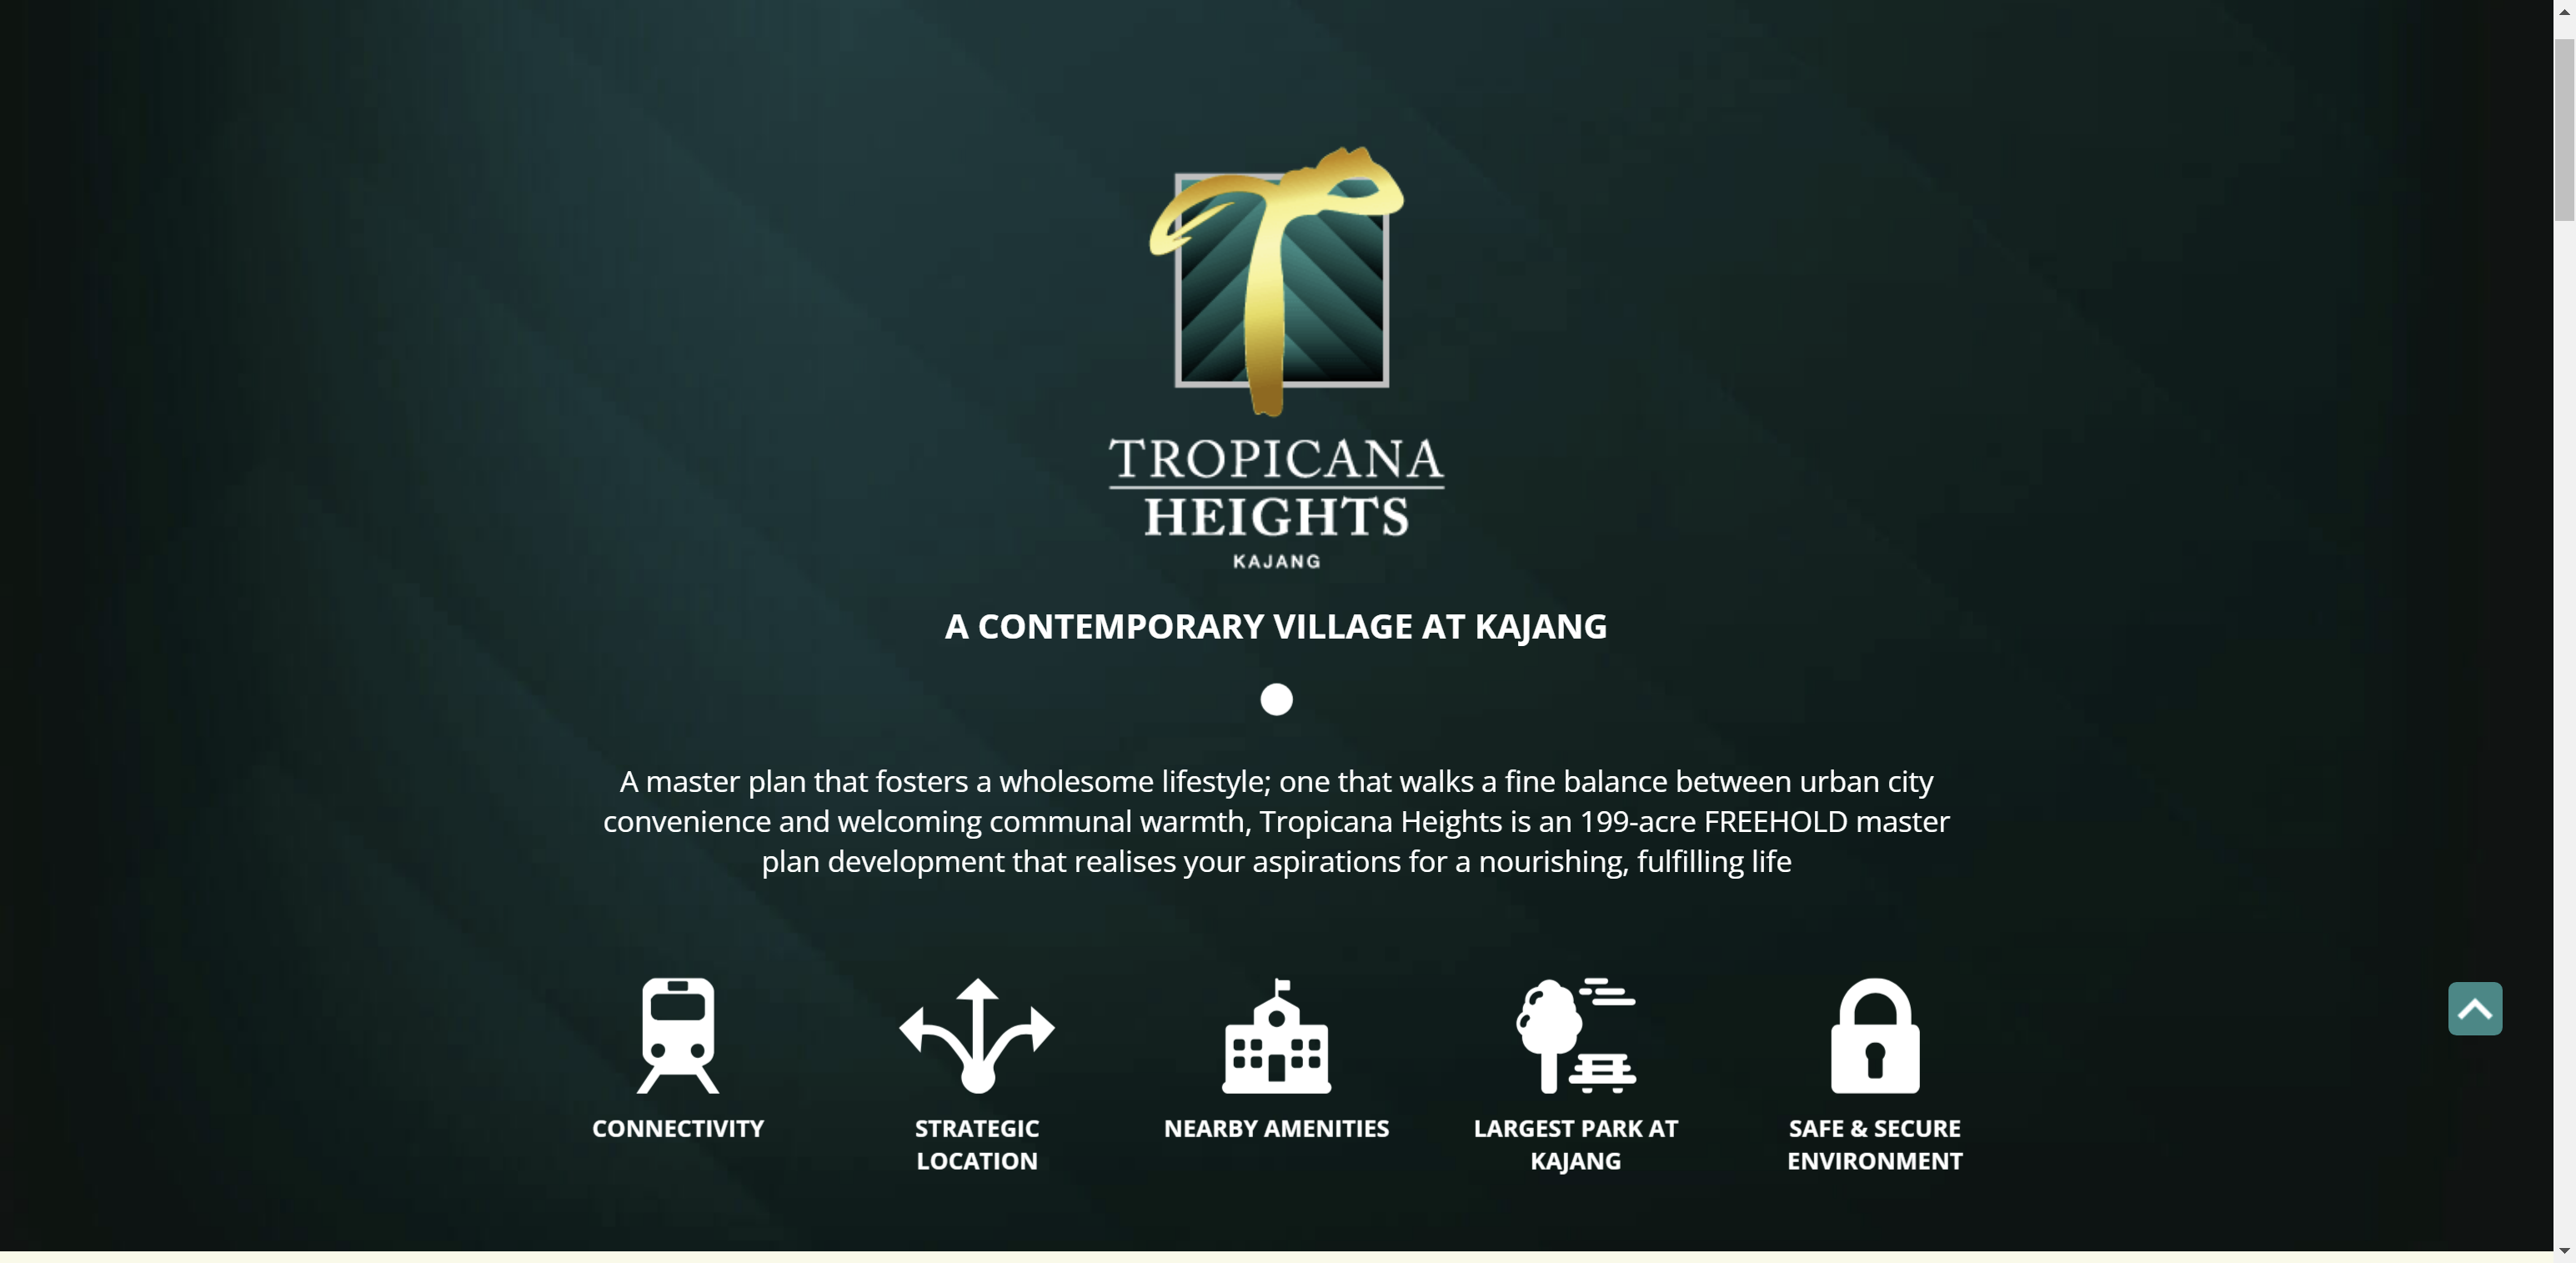 TROPICANA
HEIGHTS
KAJANG
A CONTEMPORARY VILLAGE AT KAJANG
A master plan that fosters a wholesome lifestyle; one that walks a fine balance between urban city
convenience and welcoming communal warmth, Tropicana Heights is an 199-acre FREEHOLD master
plan development that realises your aspirations for a nourishing, fulfilling life
CONNECTIVITY
STRATEGIC
LOCATION
NEARBY AMENITIES
LARGEST PARK AT
KAJANG
SAFE & SECURE
ENVIRONMENT